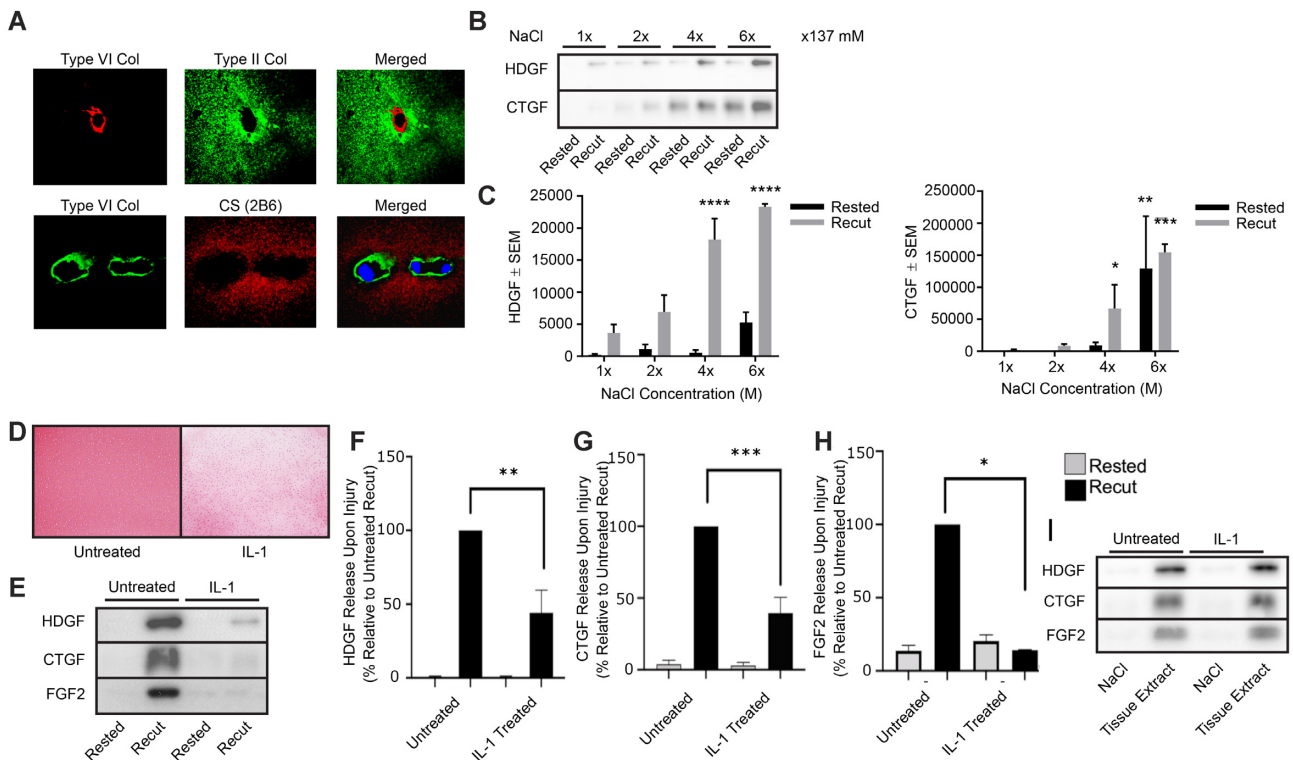 A
Type VI Col
Type II Col
Merged
Type VI Col
CS (2B6)
Merged
B
NaCl
1x
2x
4x
6x
x137 mM
HDGF
CTGF
Rested
Recut
Rested
Recut
Rested
Recut
Rested
Recut
C
HDGF ± SEM
25000
20000
15000
10000
5000
0
****
****
Rested
Recut
1x
2x
4x
6x
NaCl Concentration (M)
CTGF ± SEM
250000
200000
150000
100000
50000
0
*
**
***
Rested
Recut
1x
2x
4x
6x
NaCl Concentration (M)
D
Untreated
IL-1
E
Untreated
IL-1
HDGF
CTGF
FGF2
Rested
Recut
Rested
Recut
F
HDGF Release Upon Injury
(% Relative to Untreated Recut)
150
100
50
0
**
Untreated
IL-1 Treated
G
CTGF Release Upon Injury
(% Relative to Untreated Recut)
150
100
50
0
***
Untreated
IL-1 Treated
H
FGF2 Release Upon Injury
(% Relative to Untreated Recut)
150
100
50
0
*
Untreated
IL-1 Treated
Rested
Recut
I
Untreated
IL-1
HDGF
CTGF
FGF2
NaCl
Tissue Extract
NaCl
Tissue Extract